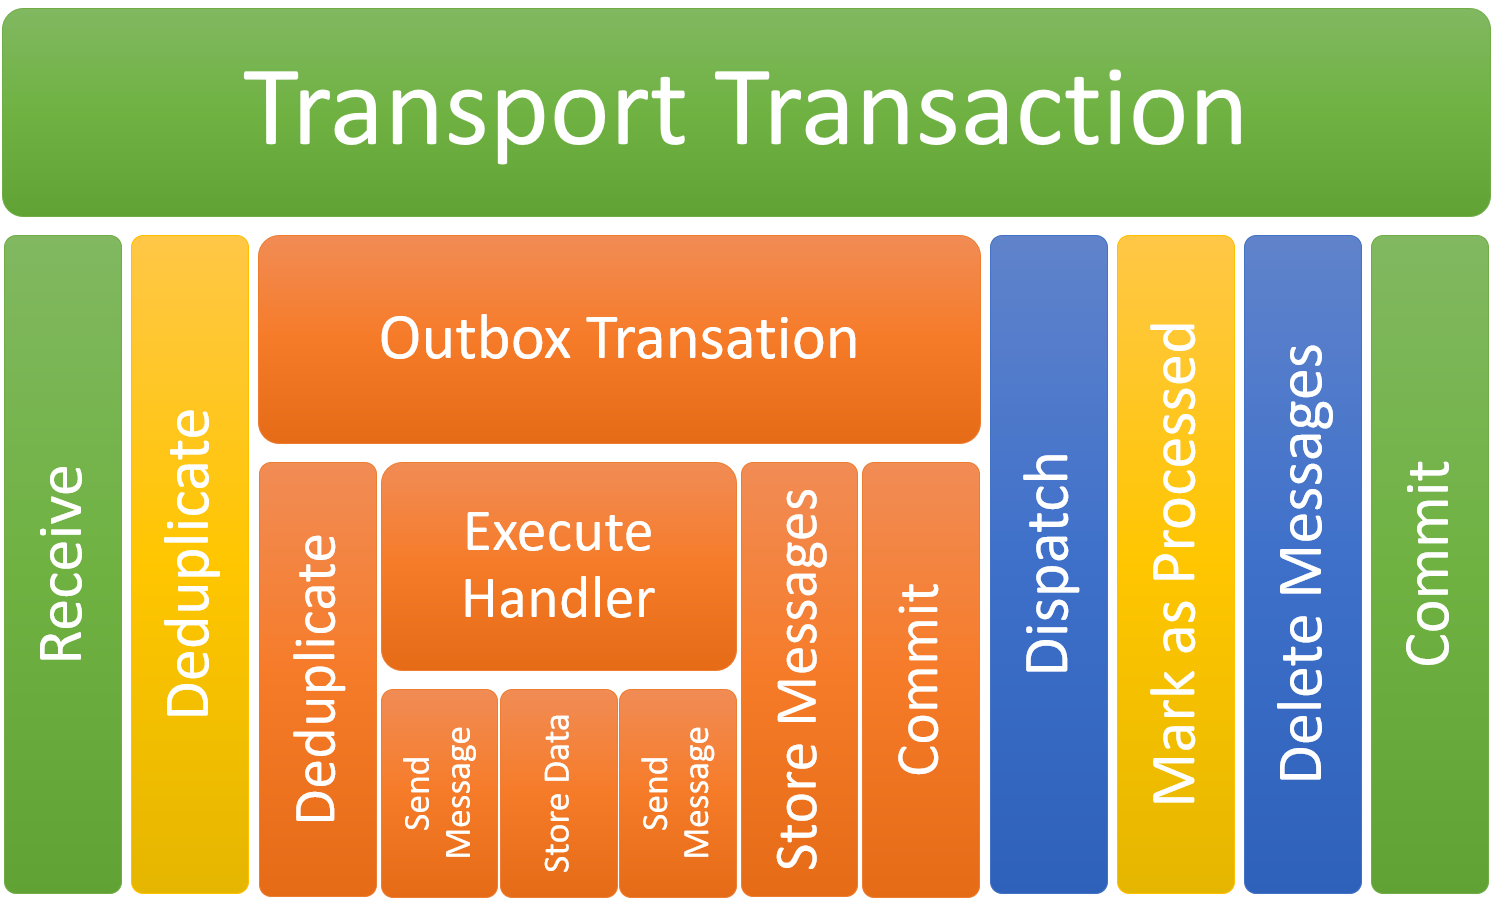 Transport Transaction
Receive
Deduplicate
Outbox Transation
Deduplicate
Execute
Handler
Send
Message
Store Data
Send
Message
Store Messages
Commit
Dispatch
Mark as Processed
Delete Messages
Commit